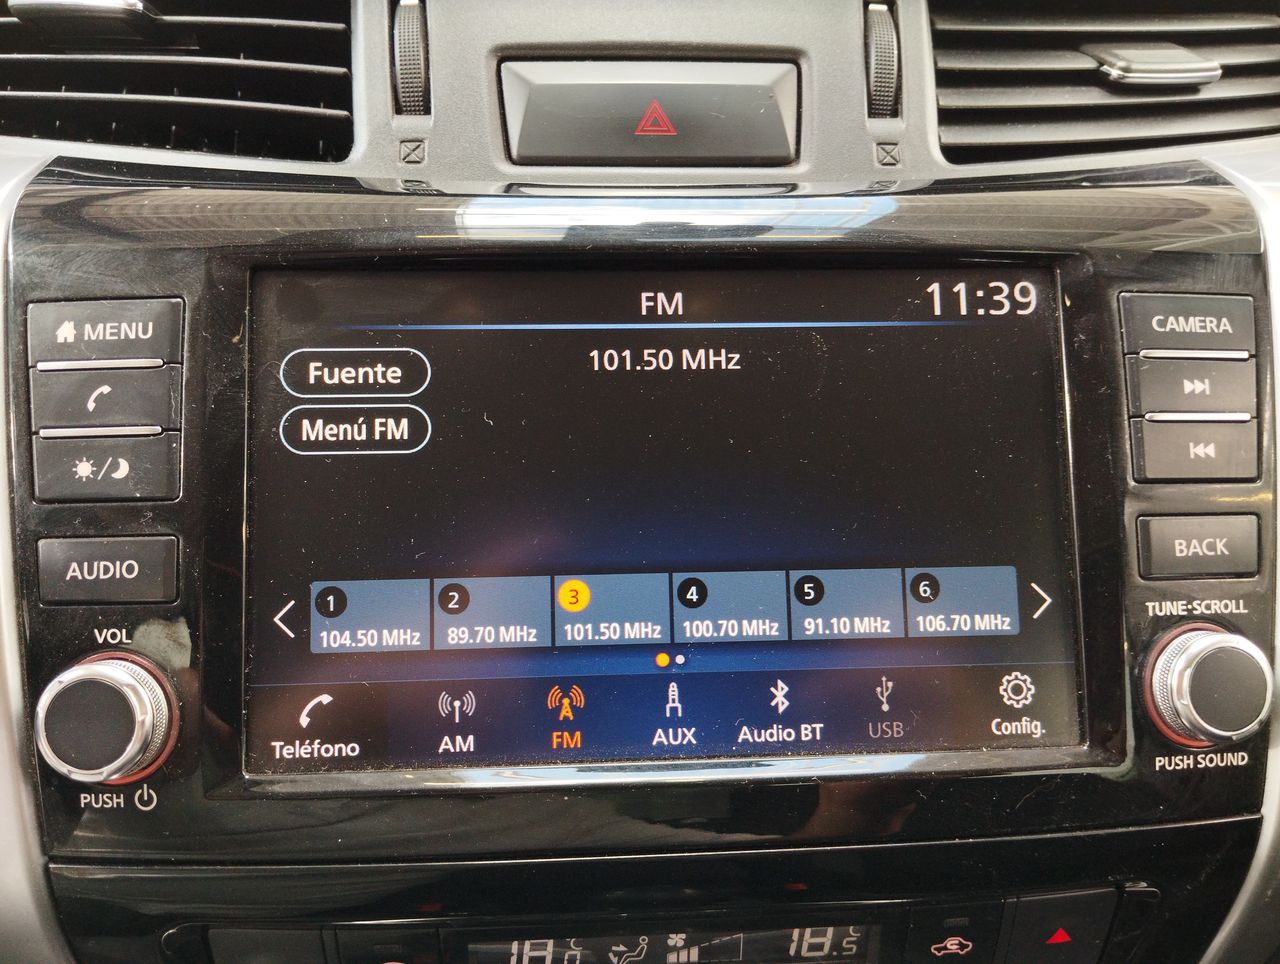 FM
11:39
MENU
Fuente
101.50 MHz
CAMERA
Menú FM
AUDIO
BACK
VOL
TUNE·SCROLL
1
2
3
4
5
6
104.50 MHz
89.70 MHz
101.50 MHz
100.70 MHz
91.10 MHz
106.70 MHz
Teléfono
AM
FM
AUX
Audio BT
USB
Config.
PUSH
PUSH SOUND
18.5°C